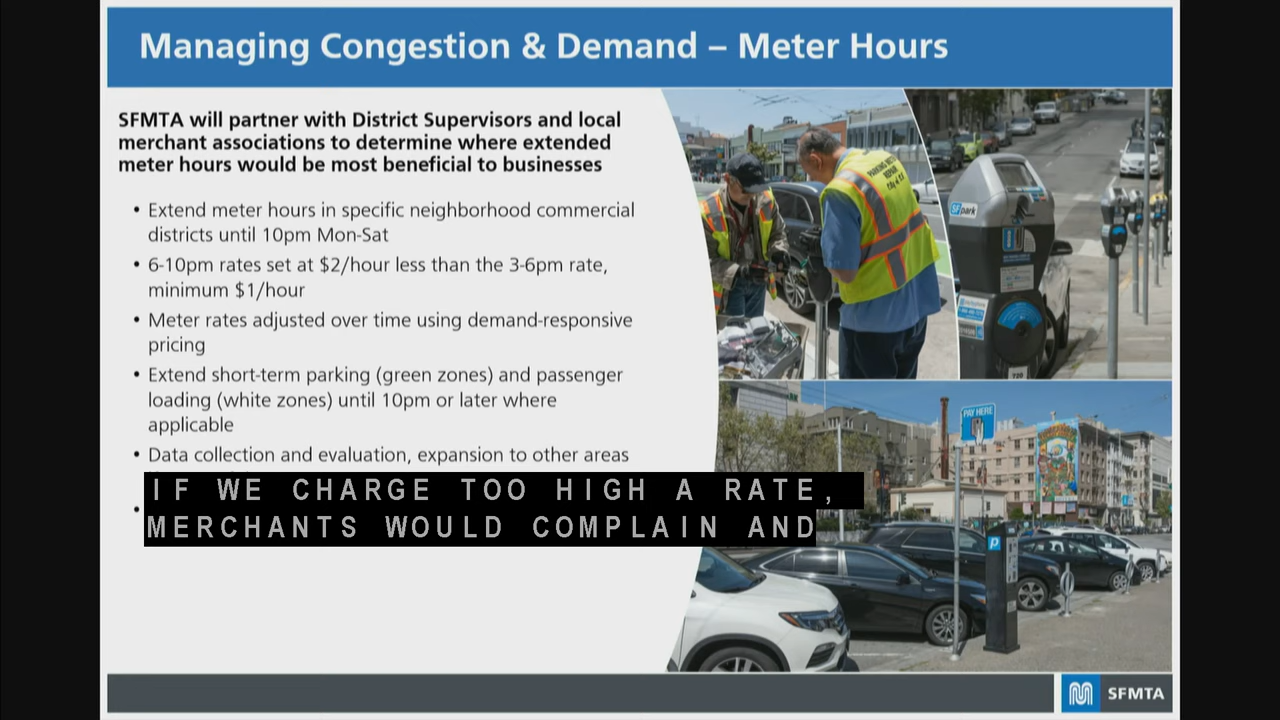 Managing Congestion & Demand – Meter Hours
SFMTA will partner with District Supervisors and local
merchant associations to determine where extended
meter hours would be most beneficial to businesses
• Extend meter hours in specific neighborhood commercial
districts until 10pm Mon-Sat
• 6-10pm rates set at $2/hour less than the 3-6pm rate,
minimum $1/hour
• Meter rates adjusted over time using demand-responsive
pricing
• Extend short-term parking (green zones) and passenger
loading (white zones) until 10pm or later where
applicable
• Data collection and evaluation, expansion to other areas
IF WE CHARGE TOO HIGH A RATE,
MERCHANTS WOULD COMPLAIN AND
PARKING METER
REPAIR
SFpark
720
PAY HERE
P
SFMTA